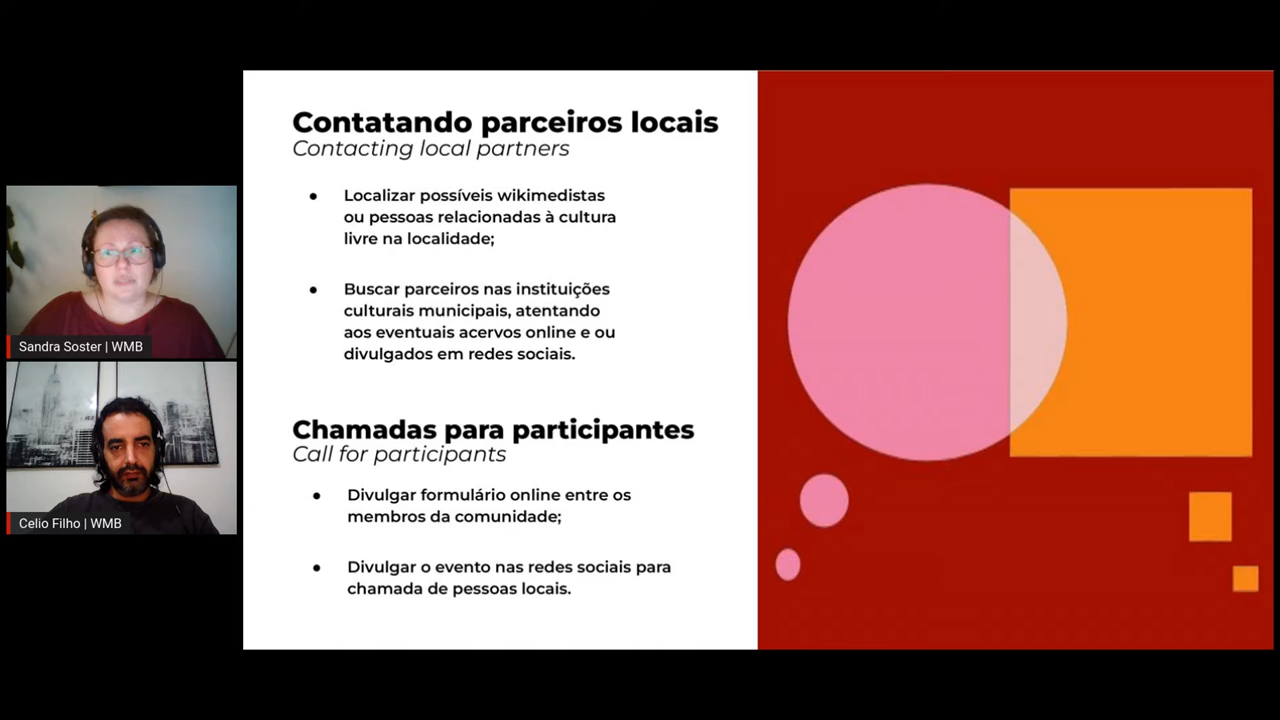 Contatando parceiros locais
Contacting local partners
● Localizar possíveis wikimedistas
ou pessoas relacionadas à cultura
livre na localidade;
● Buscar parceiros nas instituições
culturais municipais, atentando
aos eventuais acervos online e ou
divulgados em redes sociais.
Chamadas para participantes
Call for participants
● Divulgar formulário online entre os
membros da comunidade;
● Divulgar o evento nas redes sociais para
chamada de pessoas locais.
Sandra Soster | WMB
Celio Filho | WMB